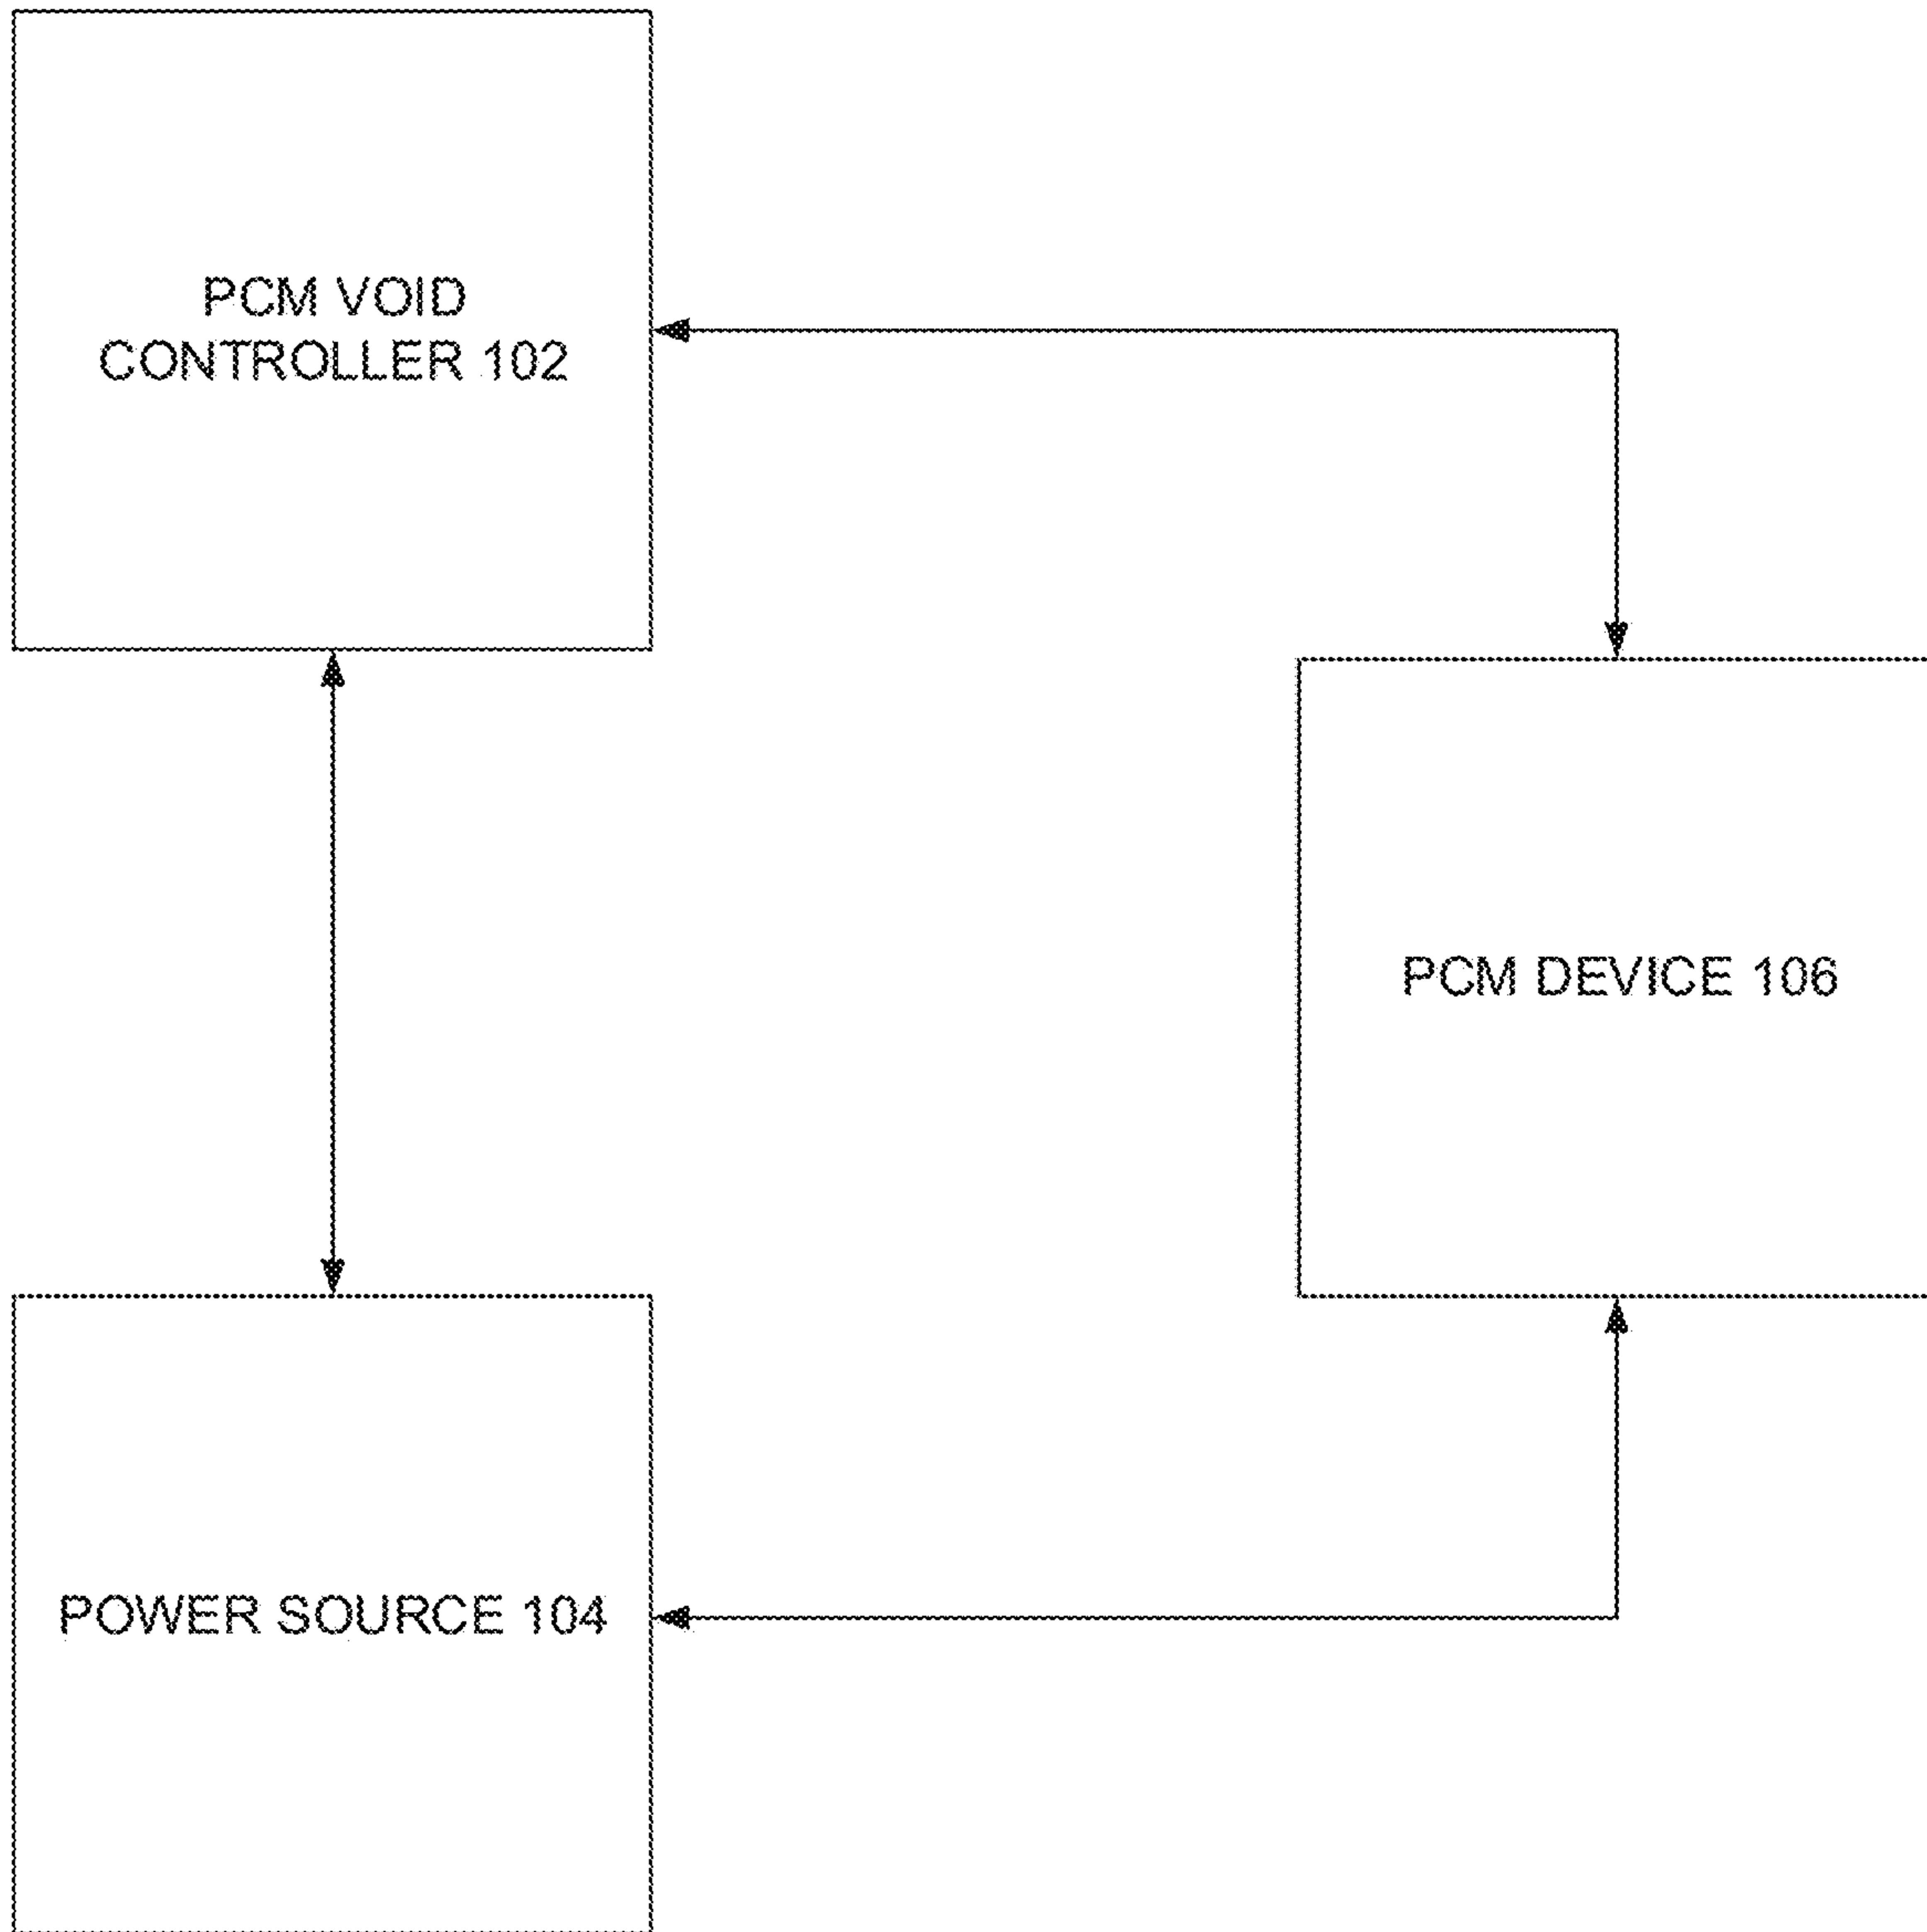 PCM VOID
CONTROLLER 102
PCM DEVICE 106
POWER SOURCE 104